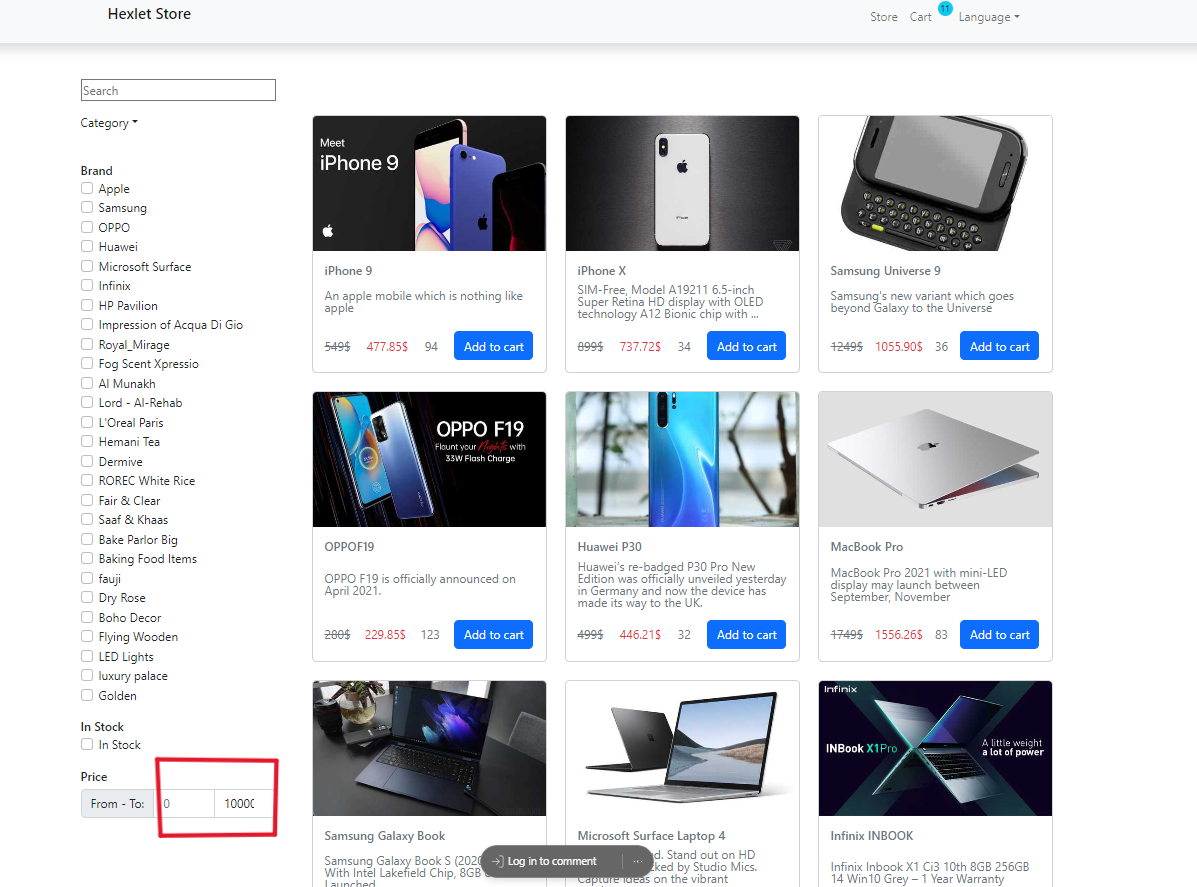 Hexlet Store
Store Cart 11 Language
Search
Category
Brand
Apple
Samsung
OPPO
Huawei
Microsoft Surface
Infinix
HP Pavilion
Impression of Acqua Di Gio
Royal_Mirage
Fog Scent Xpressio
Al Munakh
Lord - Al-Rehab
L'Oreal Paris
Hemani Tea
Dermive
ROREC White Rice
Fair & Clear
Saaf & Khaas
Bake Parlor Big
Baking Food Items
fauji
Dry Rose
Boho Decor
Flying Wooden
LED Lights
luxury palace
Golden
In Stock
In Stock
Price
From - To: 0 10000
Meet
iPhone 9
iPhone 9
An apple mobile which is nothing like
apple
549$ 477.85$ 94 Add to cart
iPhone X
SIM-Free, Model A19211 6.5-inch
Super Retina HD display with OLED
technology A12 Bionic chip with ...
899$ 737.72$ 34 Add to cart
Samsung Universe 9
Samsung's new variant which goes
beyond Galaxy to the Universe
1249$ 1055.90$ 36 Add to cart
OPPO F19
Flaunt your Nights with
33W Flash Charge
OPPOF19
OPPO F19 is officially announced on
April 2021.
280$ 229.85$ 123 Add to cart
Huawei P30
Huawei's re-badged P30 Pro New
Edition was officially unveiled yesterday
in Germany and now the device has
made its way to the UK.
499$ 446.21$ 32 Add to cart
MacBook Pro
MacBook Pro 2021 with mini-LED
display may launch between
September, November
1749$ 1556.26$ 83 Add to cart
Samsung Galaxy Book
Samsung Galaxy Book S (2020
With Intel Lakefield Chip, 8GB
Launched
Microsoft Surface Laptop 4
d. Stand out on HD
cked by Studio Mics.
Capture ideas on the vibrant
Infinix
INBook X1Pro
A little weight
a lot of power
Infinix INBOOK
Infinix Inbook X1 Ci3 10th 8GB 256GB
14 Win10 Grey – 1 Year Warranty
Log in to comment ...